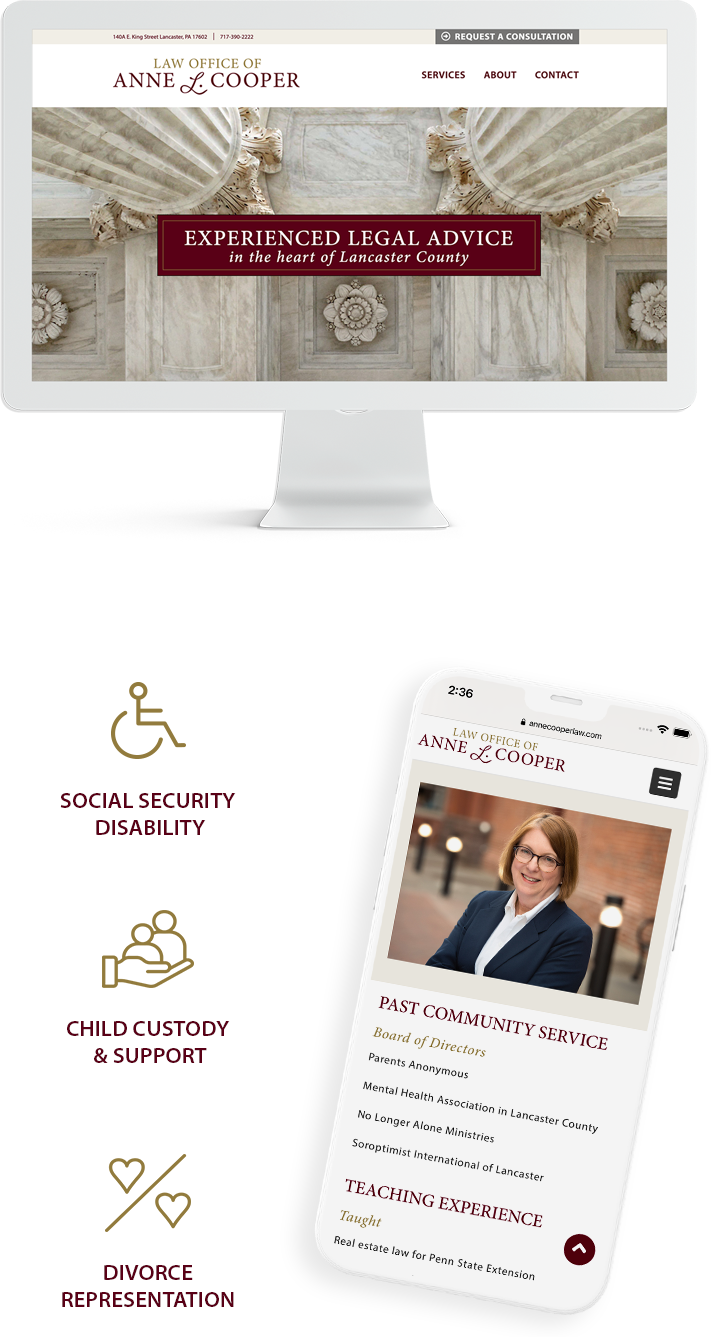 140A E. King Street Lancaster, PA 17602 | 717-390-2222
REQUEST A CONSULTATION
LAW OFFICE OF
ANNE L. COOPER
SERVICES ABOUT CONTACT
EXPERIENCED LEGAL ADVICE
in the heart of Lancaster County
SOCIAL SECURITY
DISABILITY
CHILD CUSTODY
& SUPPORT
DIVORCE
REPRESENTATION
2:36
annecooperlaw.com
LAW OFFICE OF
ANNE L. COOPER
PAST COMMUNITY SERVICE
Board of Directors
Parents Anonymous
Mental Health Association in Lancaster County
No Longer Alone Ministries
Soroptimist International of Lancaster
TEACHING EXPERIENCE
Taught
Real estate law for Penn State Extension